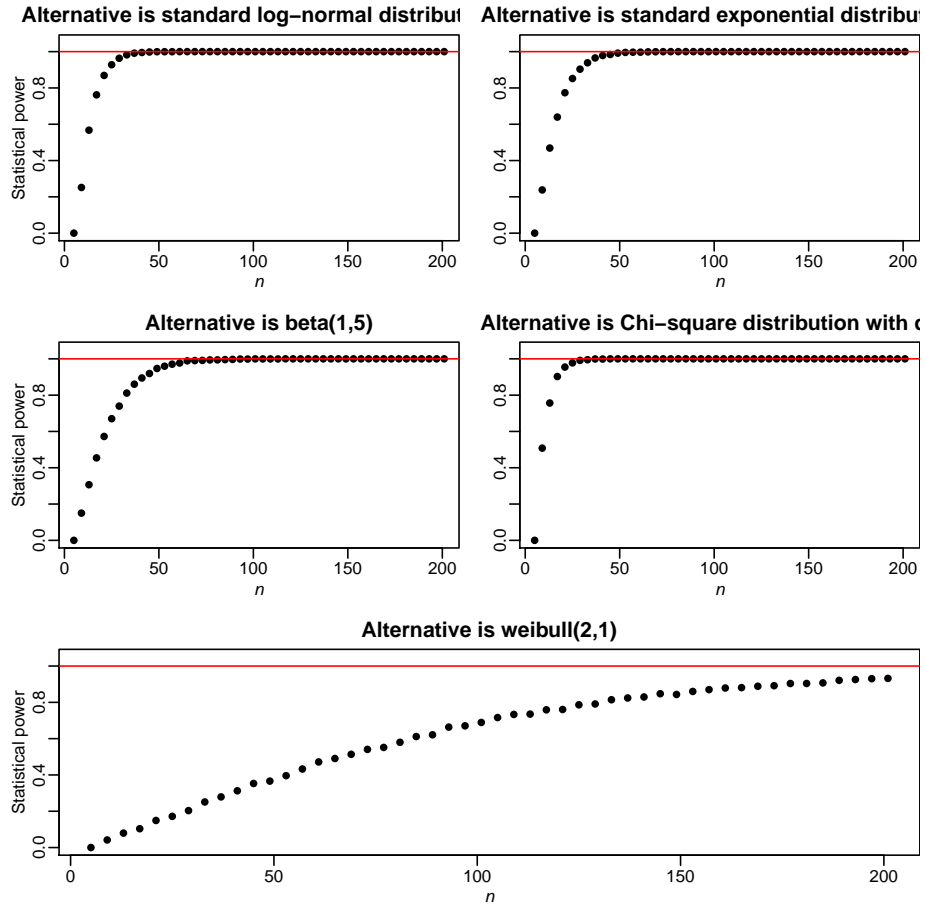 Alternative is standard log−normal distribut
Statistical power
0.0 0.4 0.8
0 50 100 150 200
n
Alternative is standard exponential distribut
0.0 0.4 0.8
0 50 100 150 200
n
Alternative is beta(1,5)
Statistical power
0.0 0.4 0.8
0 50 100 150 200
n
Alternative is Chi−square distribution with
0.0 0.4 0.8
0 50 100 150 200
n
Alternative is weibull(2,1)
Statistical power
0.0 0.4 0.8
0 50 100 150 200
n